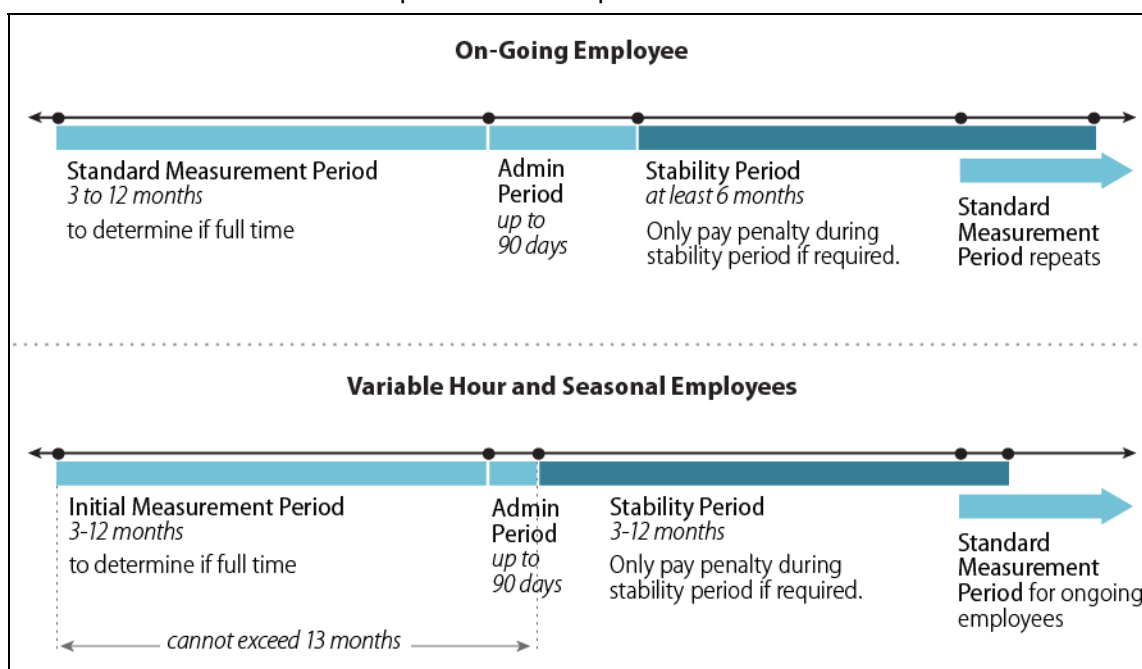 On-Going Employee
Standard Measurement Period
3 to 12 months
to determine if full time
Admin
Period
up to
90 days
Stability Period
at least 6 months
Only pay penalty during
stability period if required.
Standard
Measurement
Period repeats
Variable Hour and Seasonal Employees
Initial Measurement Period
3-12 months
to determine if full time
Admin
Period
up to
90 days
Stability Period
3-12 months
Only pay penalty during
stability period if required.
Standard
Measurement
Period for ongoing
employees
cannot exceed 13 months